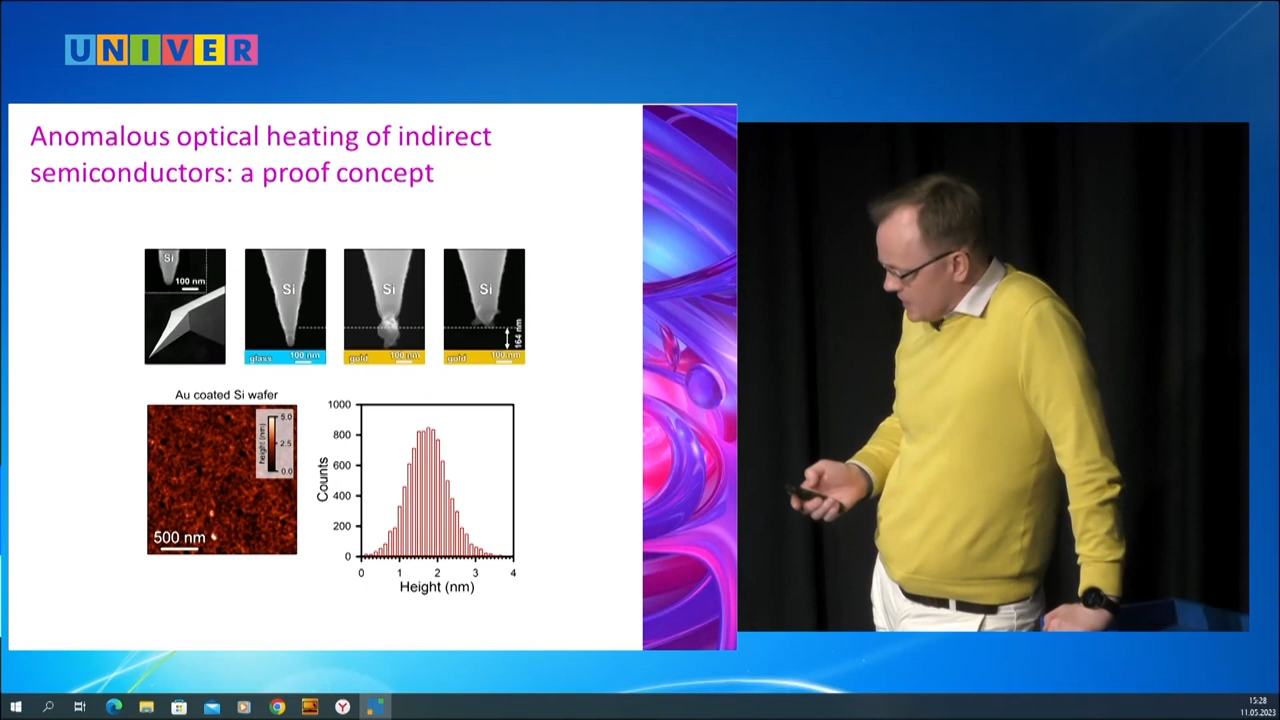 UNIVER
Anomalous optical heating of indirect
semiconductors: a proof concept
Si
100 nm
Si
glass
100 nm
Si
gold
100 nm
Si
164 nm
gold
100 nm
Au coated Si wafer
height (nm)
5.0
2.5
0.0
500 nm
Counts
1000
800
600
400
200
0
0 1 2 3 4
Height (nm)
15:28
11.05.2023